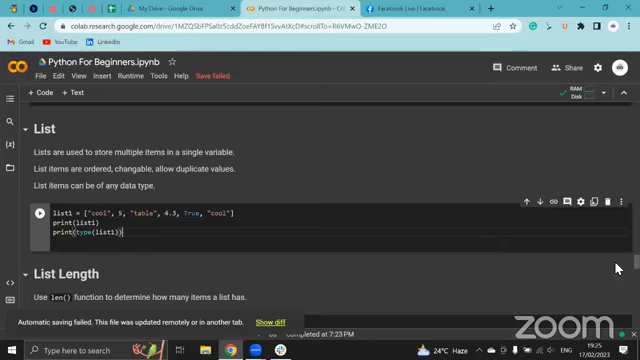 My Drive - Google Drive
Python For Beginners.ipynb - Col
Facebook Live | Facebook
colab.research.google.com/drive/
Gmail
YouTube
LinkedIn
Python For Beginners.ipynb
Comment
Share
File Edit View Insert Runtime Tools Help Save failed
+ Code + Text
RAM
Disk
List
Lists are used to store multiple items in a single variable.
List items are ordered, changable, allow duplicate values.
List items can be of any data type.
list1 = ["cool", 5, "table", 4.3, True, "cool"]
print(list1)
print(type(list1))
List Length
Use len() function to determine how many items a list has.
Automatic saving failed. This file was updated remotely or in another tab. Show diff
completed at 7:23 PM
zoom
Type here to search
24°C Haze
19:25
17/02/2023